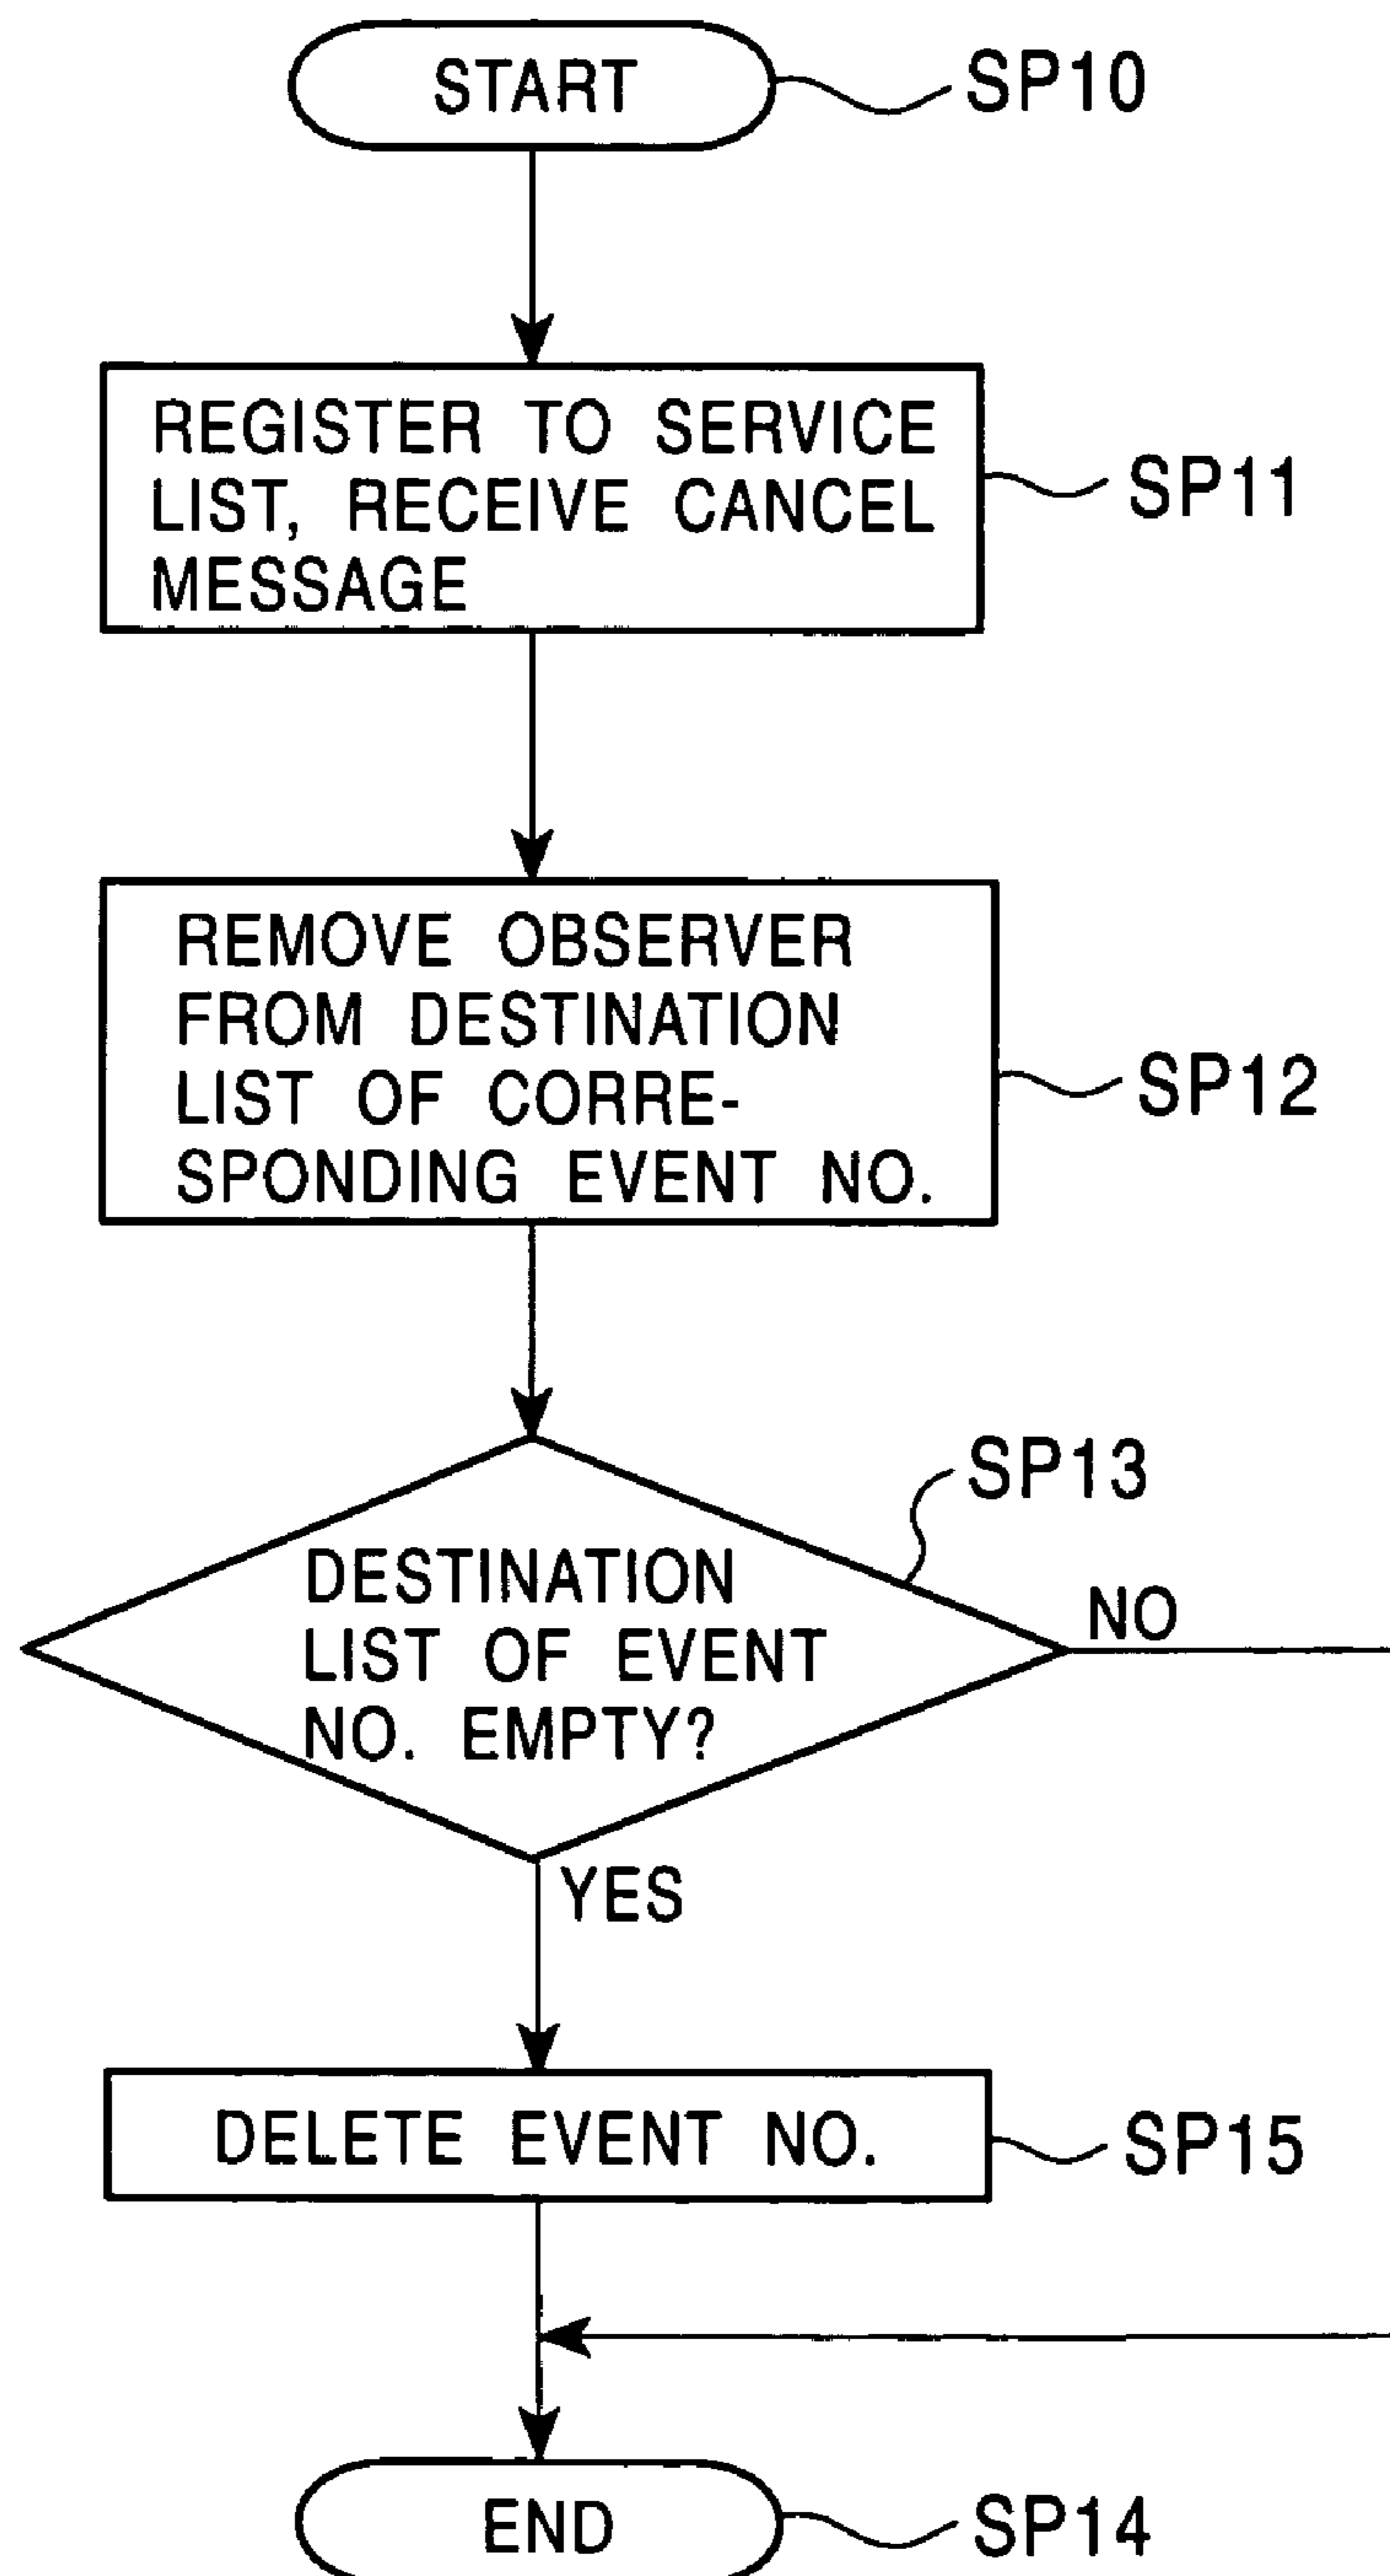 START
SP10
REGISTER TO SERVICE
LIST, RECEIVE CANCEL
MESSAGE
SP11
REMOVE OBSERVER
FROM DESTINATION
LIST OF CORRE-
SPONDING EVENT NO.
SP12
SP13
DESTINATION
LIST OF EVENT
NO. EMPTY?
NO
YES
DELETE EVENT NO.
SP15
END
SP14